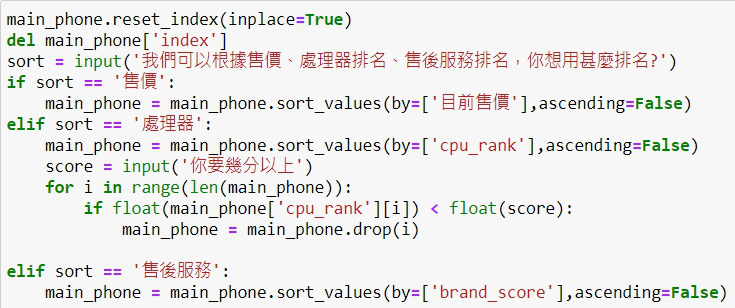 main_phone.reset_index(inplace=True)
del main_phone['index']
sort = input('我們可以根據售價、處理器排名、售後服務排名，你想用甚麼排名?')
if sort == '售價':
    main_phone = main_phone.sort_values(by=['目前售價'],ascending=False)
elif sort == '處理器':
    main_phone = main_phone.sort_values(by=['cpu_rank'],ascending=False)
    score = input('你要幾分以上')
    for i in range(len(main_phone)):
        if float(main_phone['cpu_rank'][i]) < float(score):
            main_phone = main_phone.drop(i)

elif sort == '售後服務':
    main_phone = main_phone.sort_values(by=['brand_score'],ascending=False)